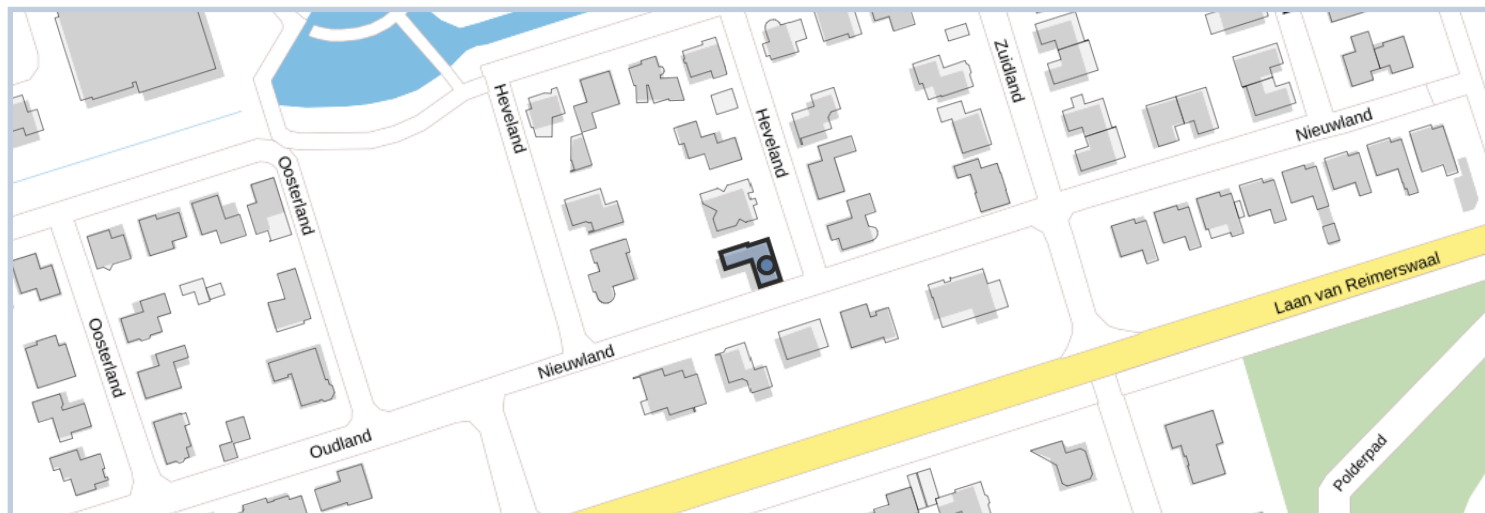 Zuidland
Heveland
Heveland
Nieuwland
Oosterland
Laan van Reimerswaal
Oosterland
Nieuwland
Oudland
Polderpad